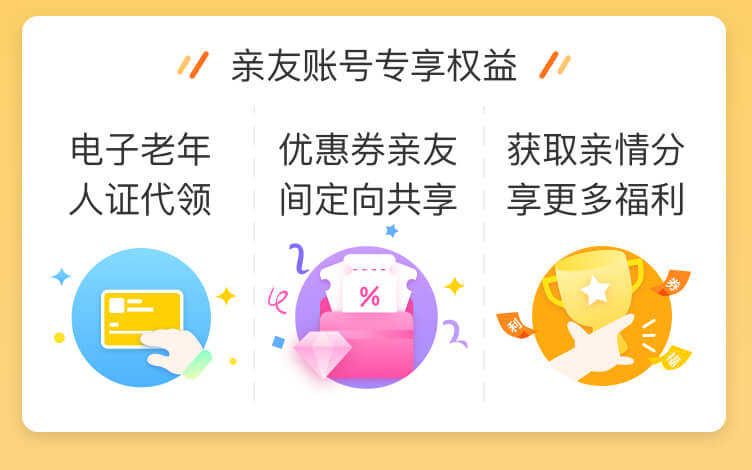 亲友账号专享权益
电子老年
人证代领
优惠券亲友
间定向共享
获取亲情分
享更多福利
%
利
券